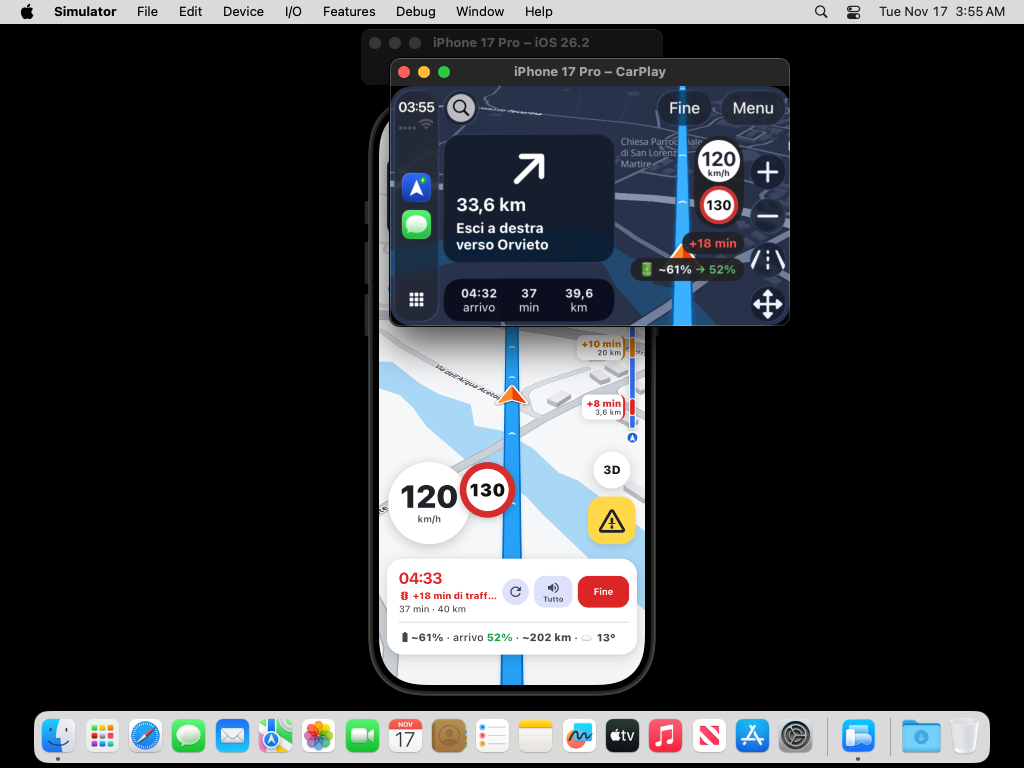 Simulator File Edit Device I/O Features Debug Window Help Tue Nov 17 3:55 AM
iPhone 17 Pro – iOS 26.2
iPhone 17 Pro – CarPlay
03:55
Fine
Menu
33,6 km
Esci a destra
verso Orvieto
04:32 37 39,6
arrivo min km
di San Lorenzo
Martire
120
km/h
130
+18 min
~61% → 52%
+10 min
20 km
+8 min
3,6 km
3D
120
km/h
130
04:33
+18 min di traff...
37 min · 40 km
Tutto
Fine
~61% · arrivo 52% · ~202 km · 13°
NOV
17
tv